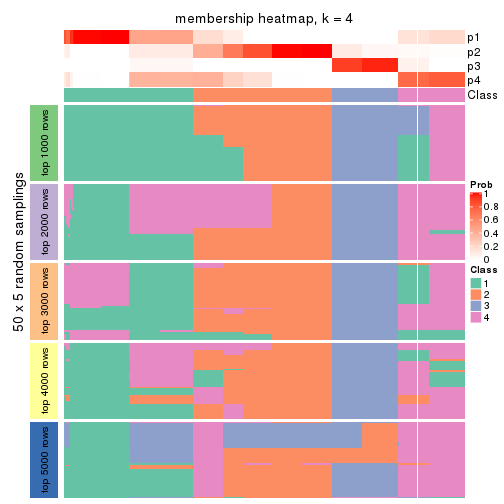 membership heatmap, k = 4
p1
p2
p3
p4
Class
50 x 5 random samplings
top 1000 rows
top 2000 rows
top 3000 rows
top 4000 rows
top 5000 rows
Prob
1
0.8
0.6
0.4
0.2
0
Class
1
2
3
4